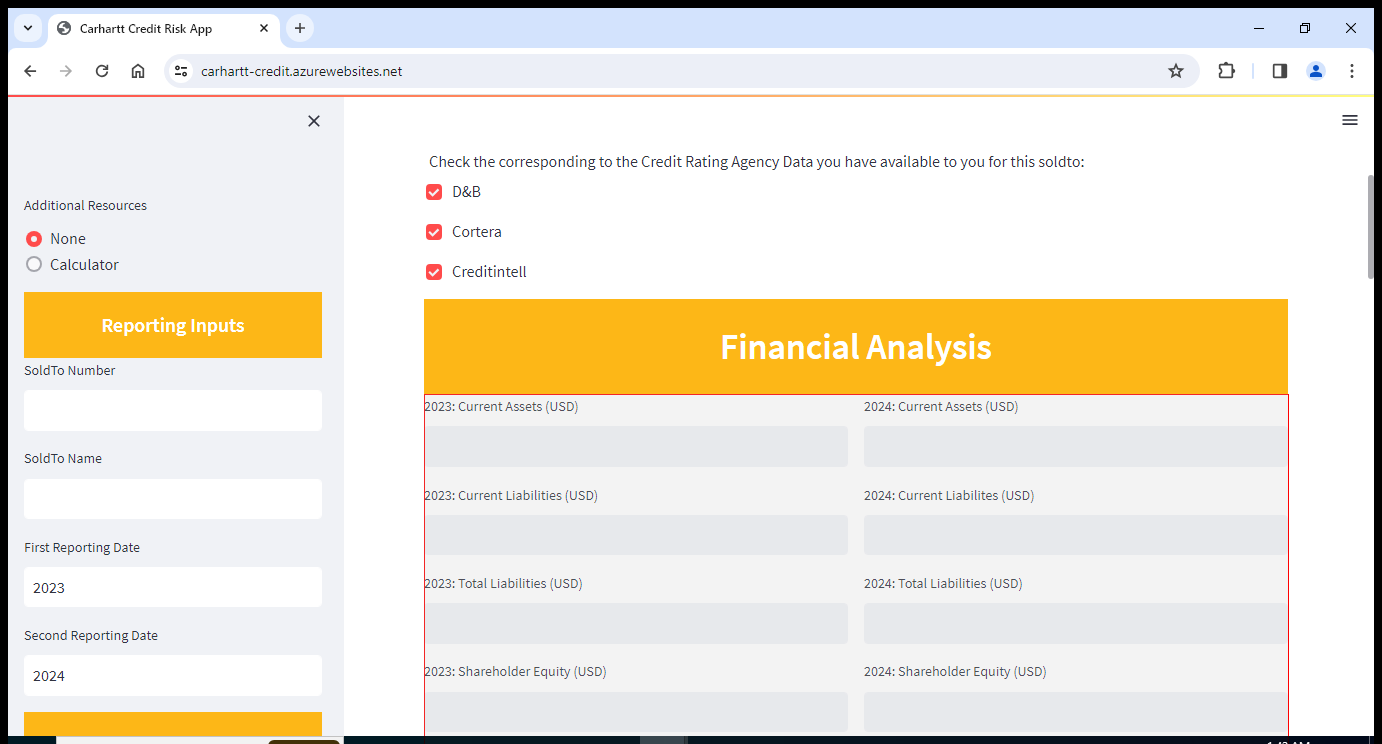 Carhartt Credit Risk App
carhartt-credit.azurewebsites.net
Additional Resources
None
Calculator
Reporting Inputs
SoldTo Number
SoldTo Name
First Reporting Date
2023
Second Reporting Date
2024
Check the corresponding to the Credit Rating Agency Data you have available to you for this soldto:
D&B
Cortera
Creditintell
Financial Analysis
2023: Current Assets (USD) 2024: Current Assets (USD)
2023: Current Liabilities (USD) 2024: Current Liabilites (USD)
2023: Total Liabilities (USD) 2024: Total Liabilities (USD)
2023: Shareholder Equity (USD) 2024: Shareholder Equity (USD)